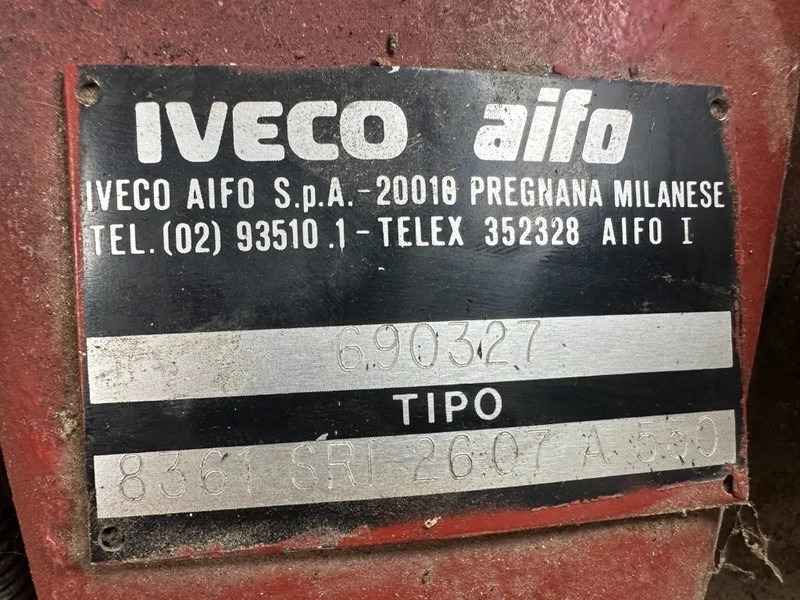 IVECO aifo
IVECO AIFO S.p.A.-20010 PREGNANA MILANESE
TEL.(02) 93510.1-TELEX 352328 AIFO I
690327
TIPO
8361 SRI 26.07 A 550